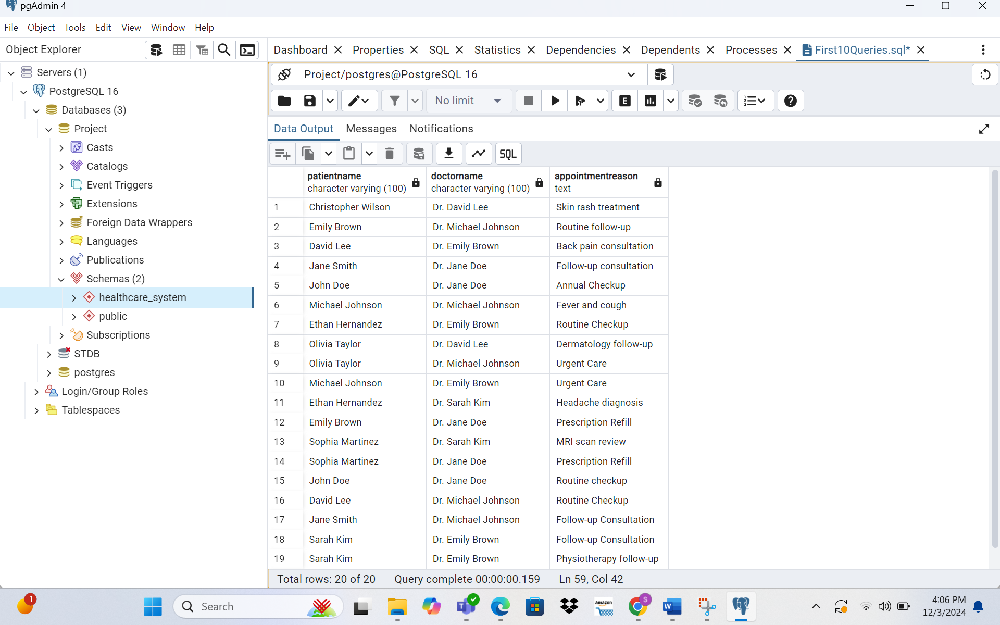 pgAdmin 4
File Object Tools Edit View Window Help
Object Explorer
Servers (1)
PostgreSQL 16
Databases (3)
Project
Casts
Catalogs
Event Triggers
Extensions
Foreign Data Wrappers
Languages
Publications
Schemas (2)
healthcare_system
public
Subscriptions
STDB
postgres
Login/Group Roles
Tablespaces
Dashboard Properties SQL Statistics Dependencies Dependents Processes First10Queries.sql*
Project/postgres@PostgreSQL 16
No limit E
Data Output Messages Notifications
SQL
patientname doctorname appointmentreason
character varying (100) character varying (100) text
1 Christopher Wilson Dr. David Lee Skin rash treatment
2 Emily Brown Dr. Michael Johnson Routine follow-up
3 David Lee Dr. Emily Brown Back pain consultation
4 Jane Smith Dr. Jane Doe Follow-up consultation
5 John Doe Dr. Jane Doe Annual Checkup
6 Michael Johnson Dr. Michael Johnson Fever and cough
7 Ethan Hernandez Dr. Emily Brown Routine Checkup
8 Olivia Taylor Dr. David Lee Dermatology follow-up
9 Olivia Taylor Dr. Michael Johnson Urgent Care
10 Michael Johnson Dr. Emily Brown Urgent Care
11 Ethan Hernandez Dr. Sarah Kim Headache diagnosis
12 Emily Brown Dr. Jane Doe Prescription Refill
13 Sophia Martinez Dr. Sarah Kim MRI scan review
14 Sophia Martinez Dr. Jane Doe Prescription Refill
15 John Doe Dr. Jane Doe Routine checkup
16 David Lee Dr. Michael Johnson Routine Checkup
17 Jane Smith Dr. Michael Johnson Follow-up Consultation
18 Sarah Kim Dr. Emily Brown Follow-up Consultation
19 Sarah Kim Dr. Emily Brown Physiotherapy follow-up
Total rows: 20 of 20 Query complete 00:00:00.159 Ln 59, Col 42
1 Search T amazon S W 4:06 PM
12/3/2024